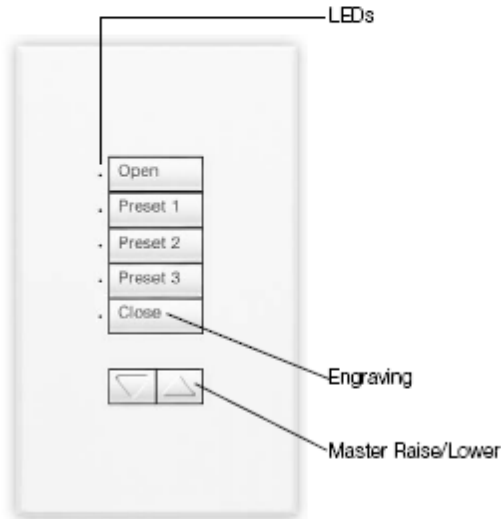 LEDs
Open
Preset 1
Preset 2
Preset 3
Close
Engraving
Master Raise/Lower